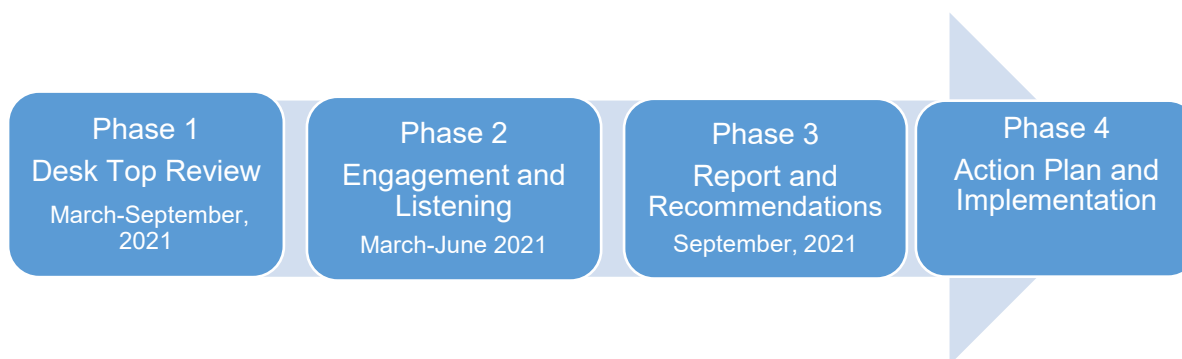 Phase 1
Desk Top Review
March-September,
2021
Phase 2
Engagement and
Listening
March-June 2021
Phase 3
Report and
Recommendations
September, 2021
Phase 4
Action Plan and
Implementation